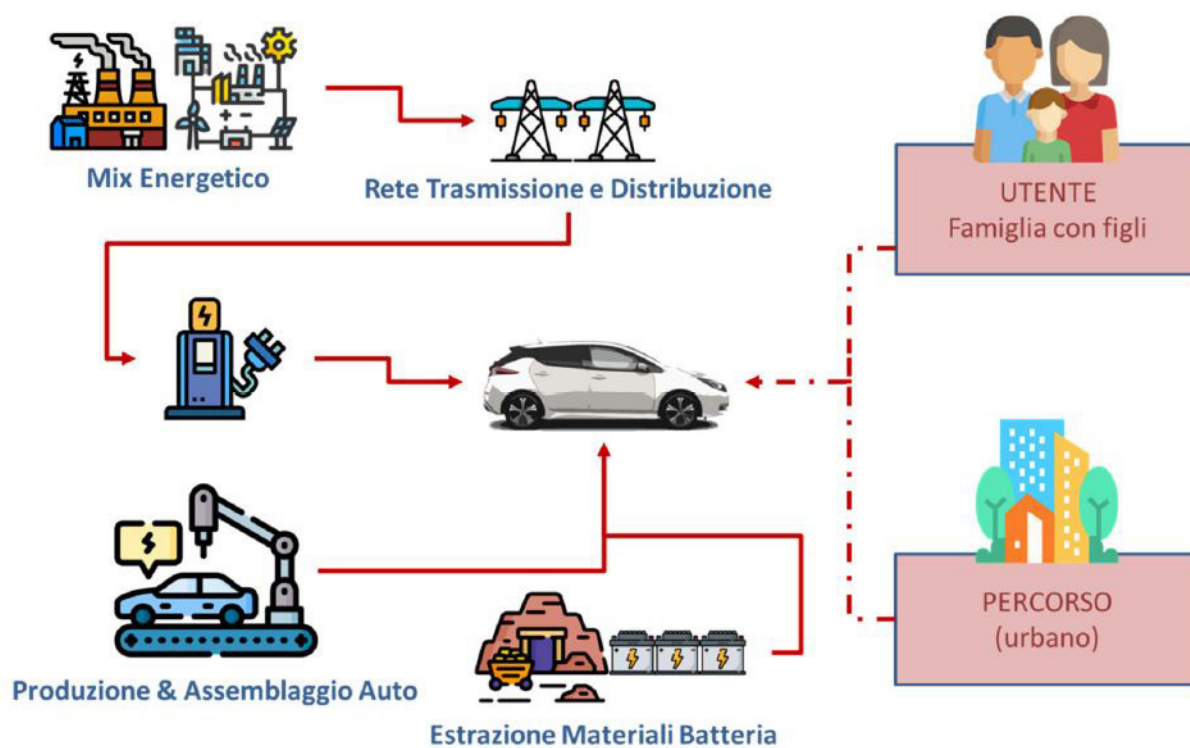 Mix Energetico
Rete Trasmissione e Distribuzione
UTENTE
Famiglia con figli
PERCORSO
(urbano)
Produzione & Assemblaggio Auto
Estrazione Materiali Batteria